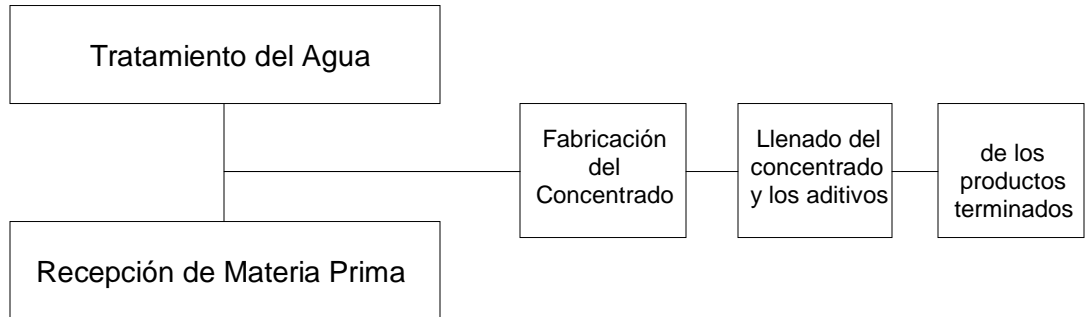 Tratamiento del Agua
Recepción de Materia Prima
Fabricación
del
Concentrado
Llenado del
concentrado
y los aditivos
de los
productos
terminados